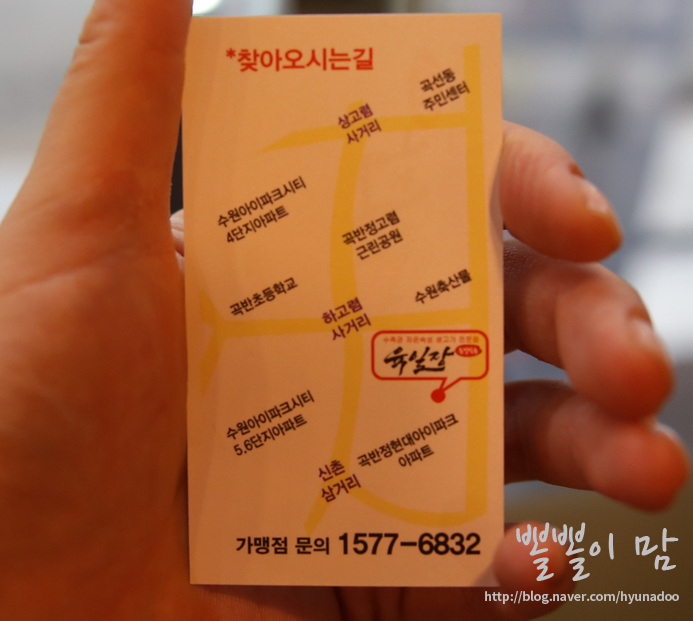 *찾아오시는길
곡선동
주민센터
상고렴
사거리
수원아이파크시티
4단지아파트
곡반정고렴
근린공원
곡반초등학교
수원축산물
하고렴
사거리
육일장
수원아이파크시티
5.6단지아파트
곡반정현대아이파크
아파트
신촌
삼거리
가맹점 문의 1577-6832
뽈뽈이 맘
http://blog.naver.com/hyunadoo